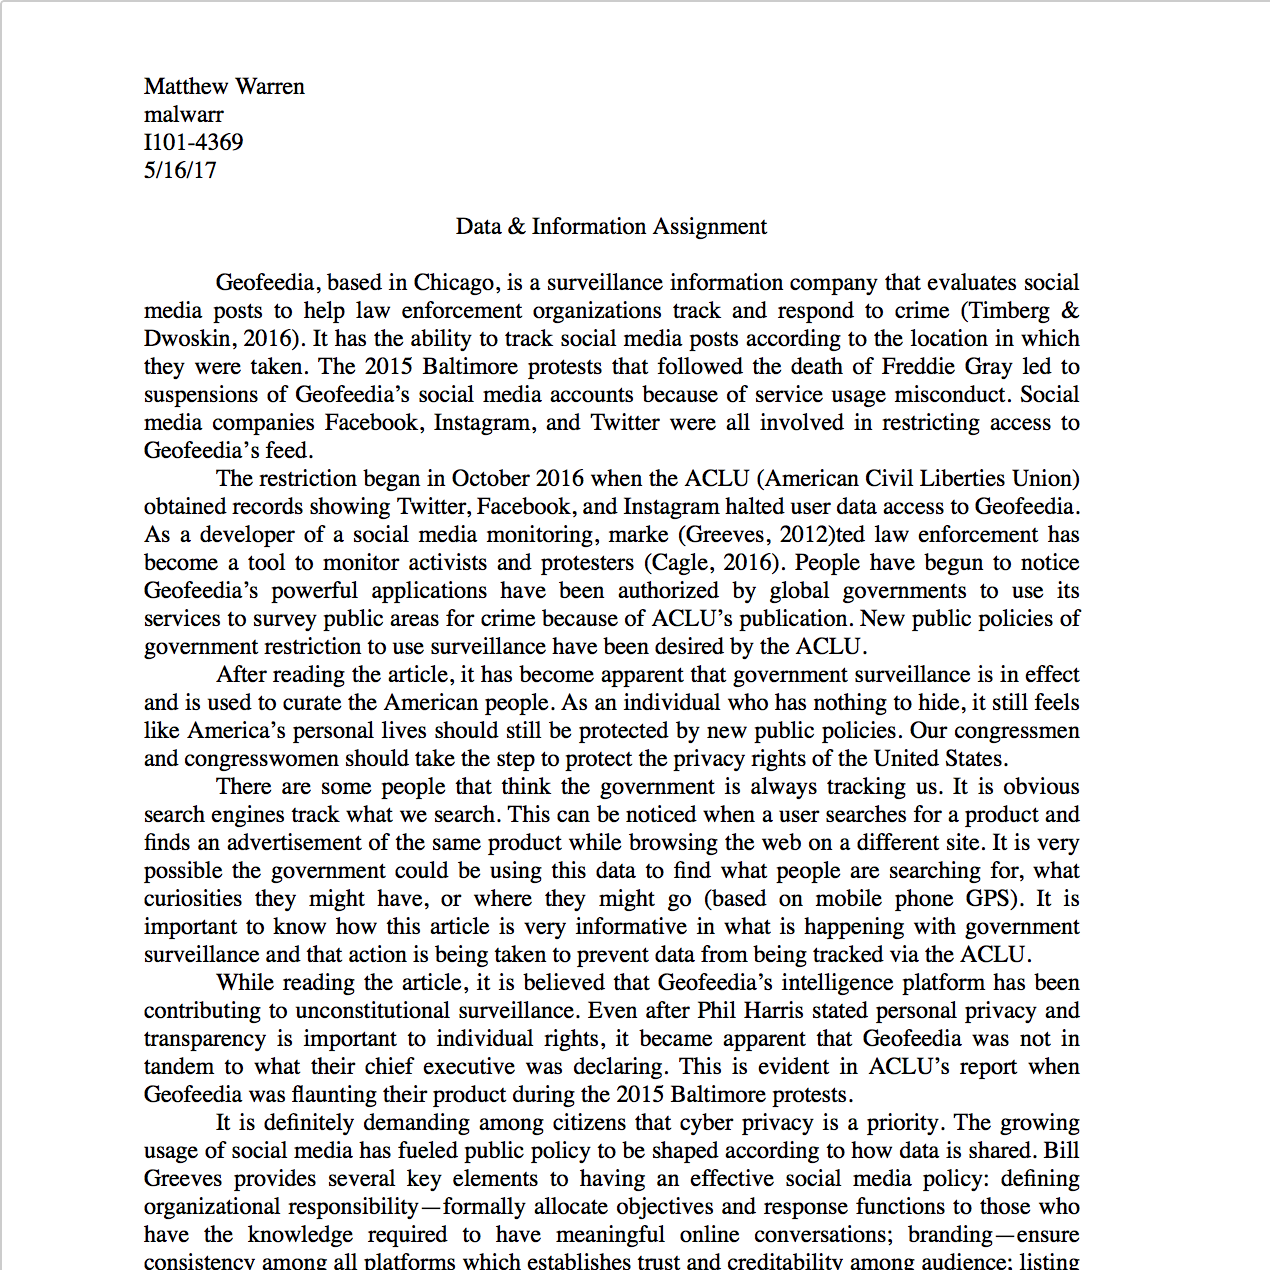 Matthew Warren
malwarr
I101-4369
5/16/17
Data & Information Assignment
Geofeedia, based in Chicago, is a surveillance information company that evaluates social
media posts to help law enforcement organizations track and respond to crime (Timberg &
Dwoskin, 2016). It has the ability to track social media posts according to the location in which
they were taken. The 2015 Baltimore protests that followed the death of Freddie Gray led to
suspensions of Geofeedia’s social media accounts because of service usage misconduct. Social
media companies Facebook, Instagram, and Twitter were all involved in restricting access to
Geofeedia’s feed.
The restriction began in October 2016 when the ACLU (American Civil Liberties Union)
obtained records showing Twitter, Facebook, and Instagram halted user data access to Geofeedia.
As a developer of a social media monitoring, marke (Greeves, 2012)ted law enforcement has
become a tool to monitor activists and protesters (Cagle, 2016). People have begun to notice
Geofeedia’s powerful applications have been authorized by global governments to use its
services to survey public areas for crime because of ACLU’s publication. New public policies of
government restriction to use surveillance have been desired by the ACLU.
After reading the article, it has become apparent that government surveillance is in effect
and is used to curate the American people. As an individual who has nothing to hide, it still feels
like America’s personal lives should still be protected by new public policies. Our congressmen
and congresswomen should take the step to protect the privacy rights of the United States.
There are some people that think the government is always tracking us. It is obvious
search engines track what we search. This can be noticed when a user searches for a product and
finds an advertisement of the same product while browsing the web on a different site. It is very
possible the government could be using this data to find what people are searching for, what
curiosities they might have, or where they might go (based on mobile phone GPS). It is
important to know how this article is very informative in what is happening with government
surveillance and that action is being taken to prevent data from being tracked via the ACLU.
While reading the article, it is believed that Geofeedia’s intelligence platform has been
contributing to unconstitutional surveillance. Even after Phil Harris stated personal privacy and
transparency is important to individual rights, it became apparent that Geofeedia was not in
tandem to what their chief executive was declaring. This is evident in ACLU’s report when
Geofeedia was flaunting their product during the 2015 Baltimore protests.
It is definitely demanding among citizens that cyber privacy is a priority. The growing
usage of social media has fueled public policy to be shaped according to how data is shared. Bill
Greeves provides several key elements to having an effective social media policy: defining
organizational responsibility—formally allocate objectives and response functions to those who
have the knowledge required to have meaningful online conversations; branding—ensure
consistency among all platforms which establishes trust and creditability among audience; listing